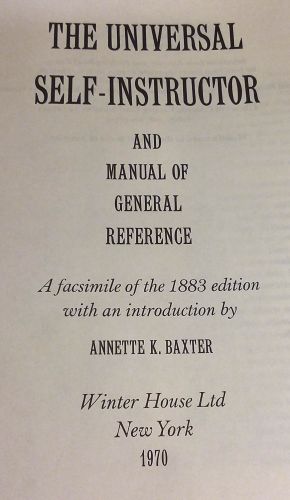 THE UNIVERSAL
SELF-INSTRUCTOR
AND
MANUAL OF
GENERAL
REFERENCE
A facsimile of the 1883 edition
with an introduction by
ANNETTE K. BAXTER
Winter House Ltd
New York
1970